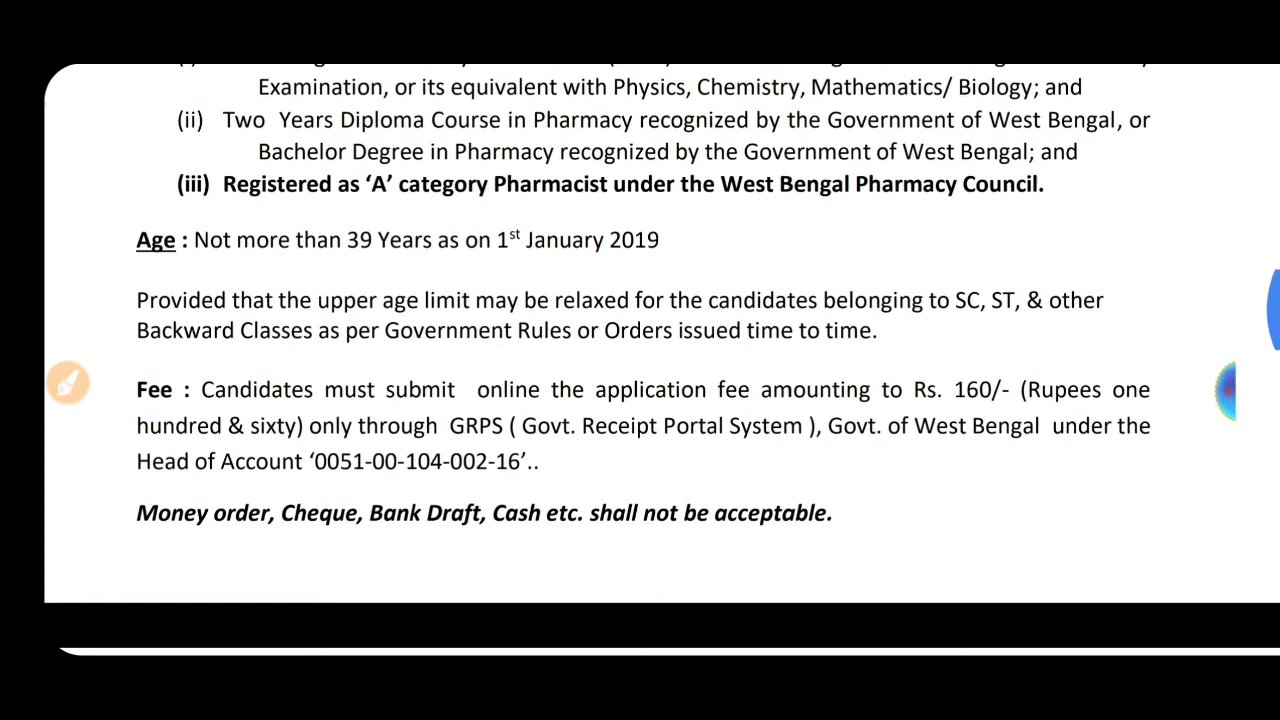 Examination, or its equivalent with Physics, Chemistry, Mathematics/ Biology; and
(ii) Two Years Diploma Course in Pharmacy recognized by the Government of West Bengal, or
Bachelor Degree in Pharmacy recognized by the Government of West Bengal; and
(iii) Registered as ‘A’ category Pharmacist under the West Bengal Pharmacy Council.
Age : Not more than 39 Years as on 1st January 2019
Provided that the upper age limit may be relaxed for the candidates belonging to SC, ST, & other
Backward Classes as per Government Rules or Orders issued time to time.
Fee : Candidates must submit online the application fee amounting to Rs. 160/- (Rupees one
hundred & sixty) only through GRPS ( Govt. Receipt Portal System ), Govt. of West Bengal under the
Head of Account ‘0051-00-104-002-16’..
Money order, Cheque, Bank Draft, Cash etc. shall not be acceptable.